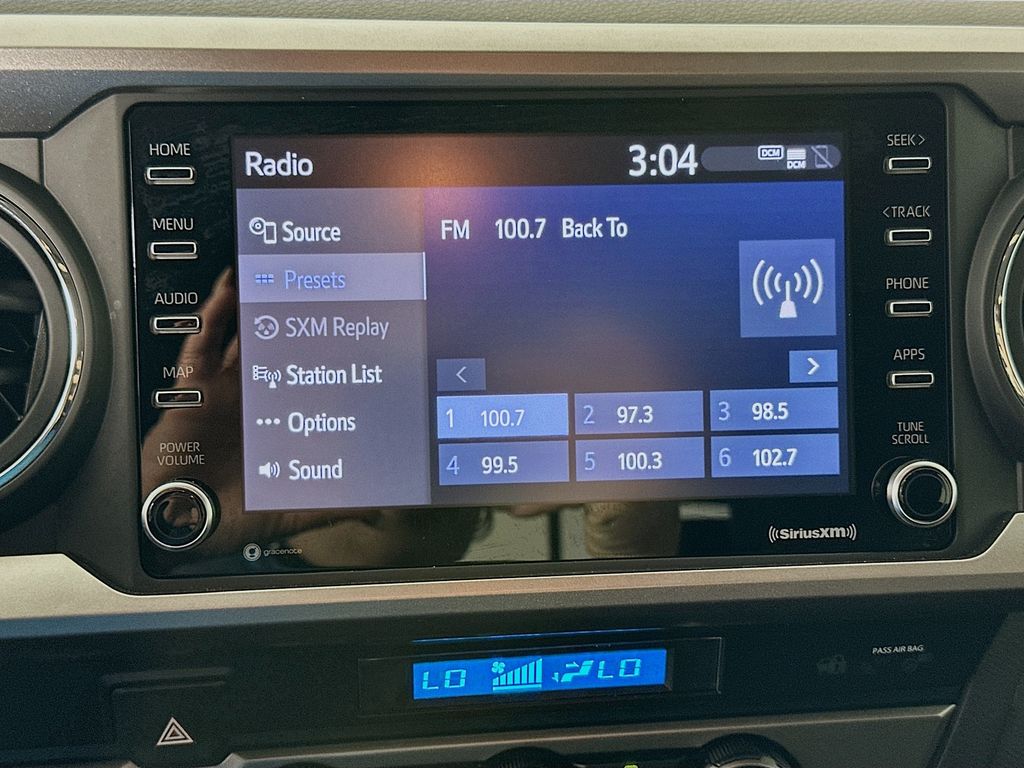 HOME
MENU
AUDIO
MAP
POWER
VOLUME
Radio
3:04
DCM
DCM
Source
Presets
SXM Replay
Station List
Options
Sound
FM 100.7 Back To
<
>
1 100.7
2 97.3
3 98.5
4 99.5
5 100.3
6 102.7
SEEK >
< TRACK
PHONE
APPS
TUNE
SCROLL
gracenote
((SiriusXM))
LO LO
PASS AIR BAG